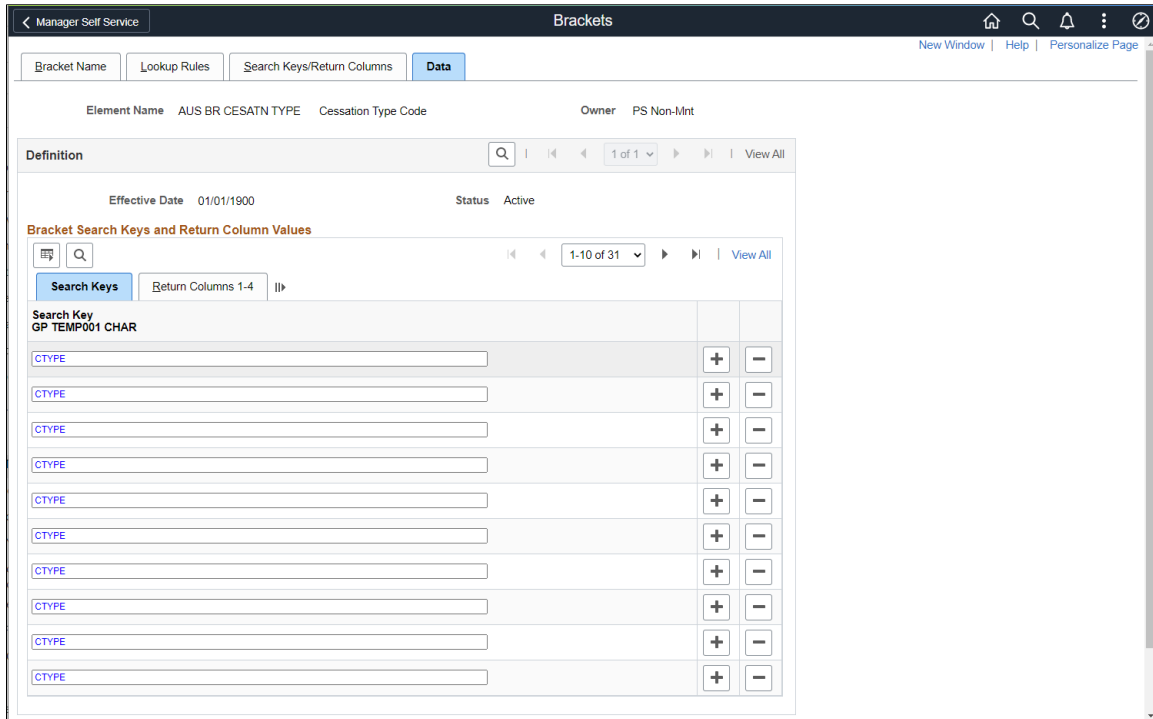 Manager Self Service
Brackets
New Window | Help | Personalize Page
Bracket Name
Lookup Rules
Search Keys/Return Columns
Data
Element Name AUS BR CESATN TYPE Cessation Type Code Owner PS Non-Mnt
Definition
1 of 1
View All
Effective Date 01/01/1900 Status Active
Bracket Search Keys and Return Column Values
1-10 of 31
View All
Search Keys
Return Columns 1-4
Search Key
GP TEMP001 CHAR
CTYPE
CTYPE
CTYPE
CTYPE
CTYPE
CTYPE
CTYPE
CTYPE
CTYPE
CTYPE